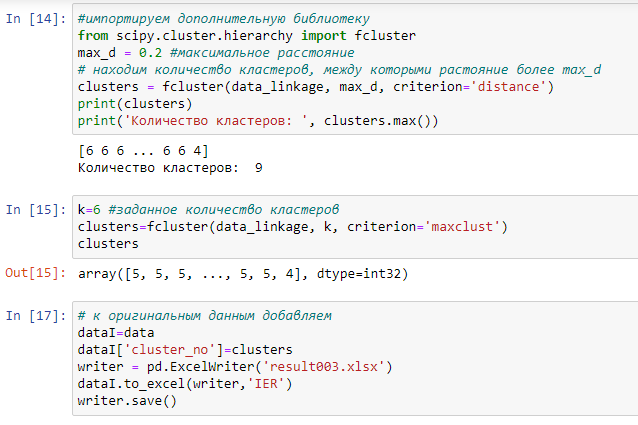 In [14]: #импортируем дополнительную библиотеку
from scipy.cluster.hierarchy import fcluster
max_d = 0.2 #максимальное расстояние
# находим количество кластеров, между которыми растояние более max_d
clusters = fcluster(data_linkage, max_d, criterion='distance')
print(clusters)
print('Количество кластеров: ', clusters.max())
[6 6 6 ... 6 6 4]
Количество кластеров:  9
In [15]: k=6 #заданное количество кластеров
clusters=fcluster(data_linkage, k, criterion='maxclust')
clusters
Out[15]: array([5, 5, 5, ..., 5, 5, 4], dtype=int32)
In [17]: # к оригинальным данным добавляем
dataI=data
dataI['cluster_no']=clusters
writer = pd.ExcelWriter('result003.xlsx')
dataI.to_excel(writer,'IER')
writer.save()